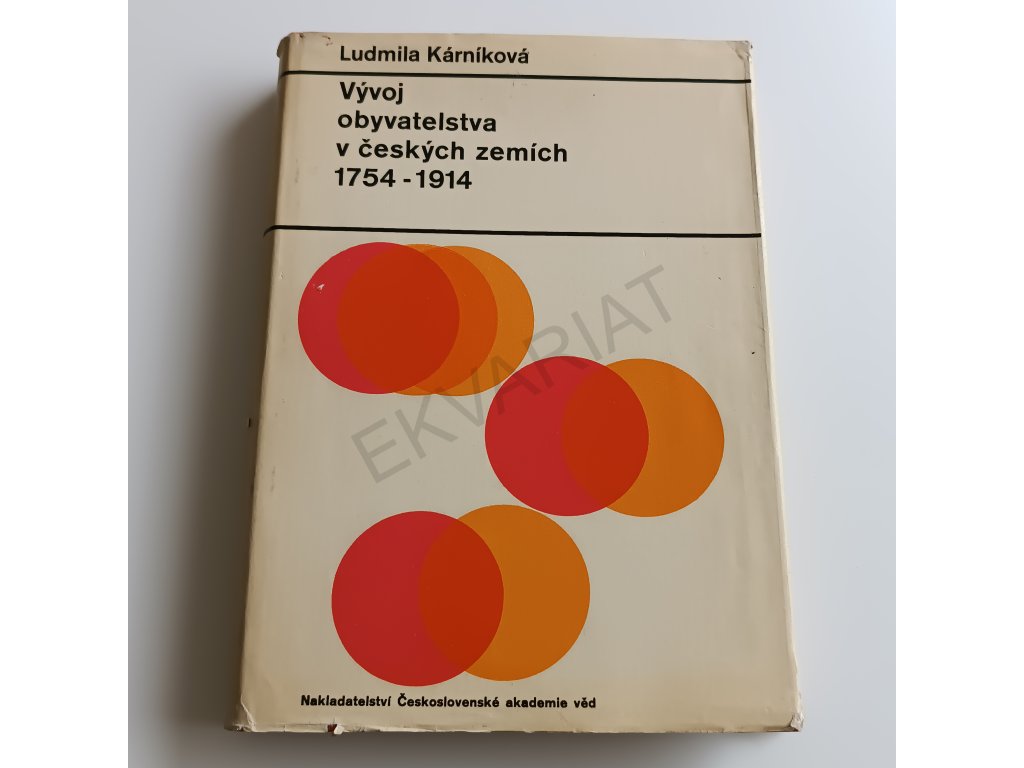 Ludmila Kárníková
Vývoj
obyvatelstva
v českých zemích
1754-1914
EKVARIAT
Nakladatelství Československé akademie věd